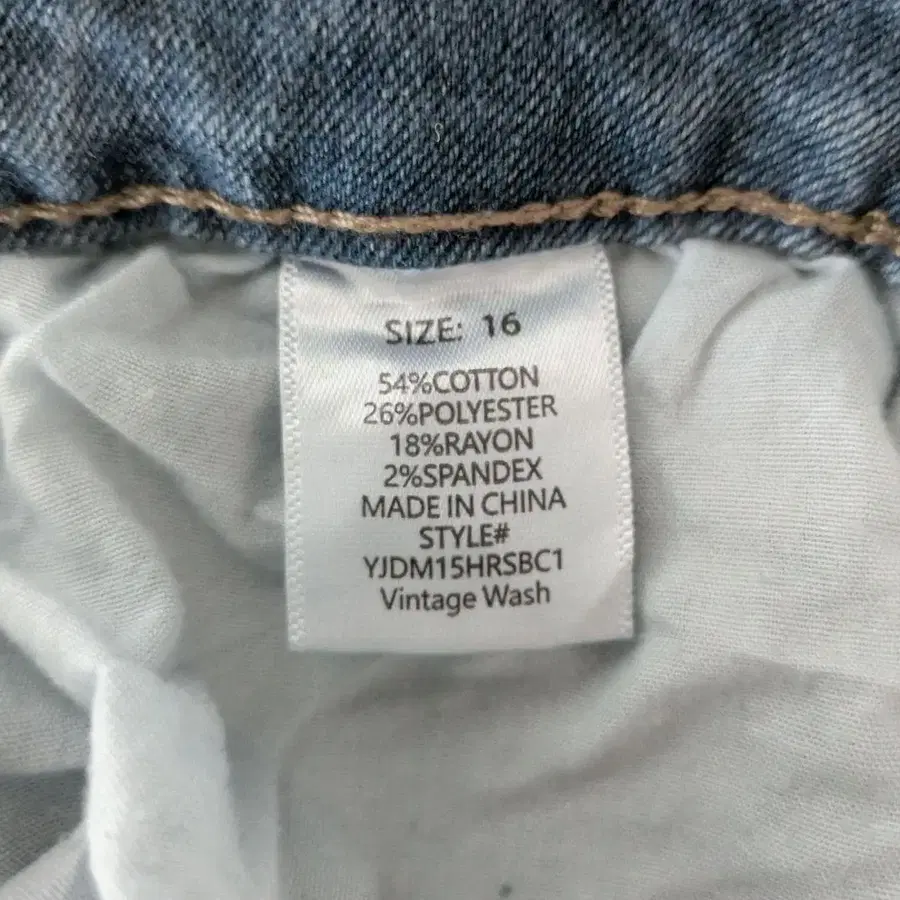 SIZE: 16
54%COTTON
26%POLYESTER
18%RAYON
2%SPANDEX
MADE IN CHINA
STYLE#
YJDM15HRSBC1
Vintage Wash